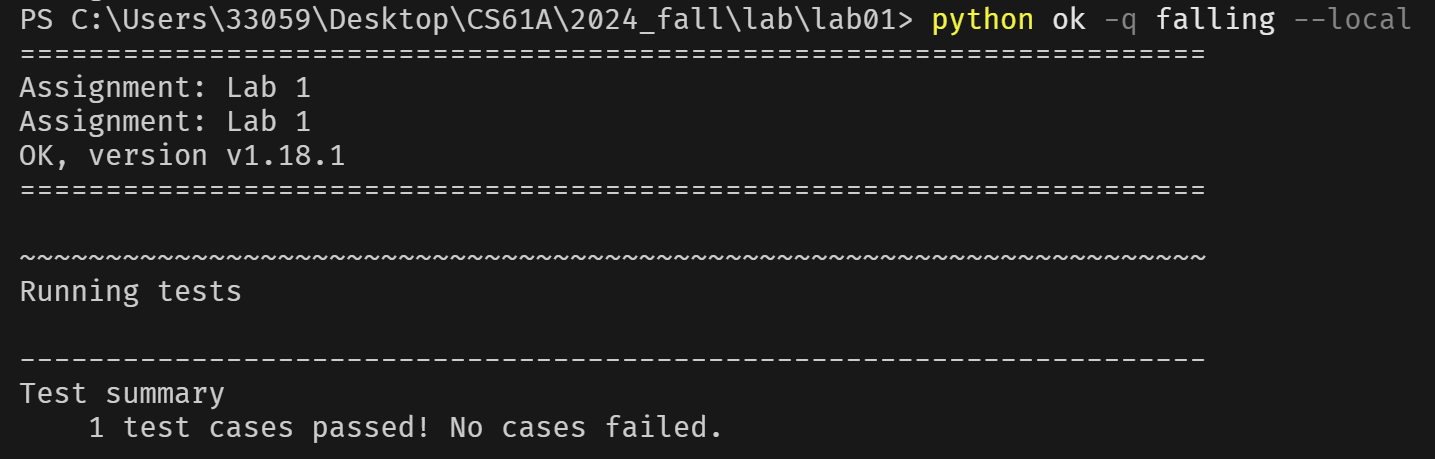 PS C:\Users\33059\Desktop\CS61A\2024_fall\lab\lab01> python ok -q falling --local
=====================================================================
Assignment: Lab 1
Assignment: Lab 1
OK, version v1.18.1
=====================================================================
~~~~~~~~~~~~~~~~~~~~~~~~~~~~~~~~~~~~~~~~~~~~~~~~~~~~~~~~~~~~~~~~~~~~~
Running tests
---------------------------------------------------------------------
Test summary
    1 test cases passed! No cases failed.